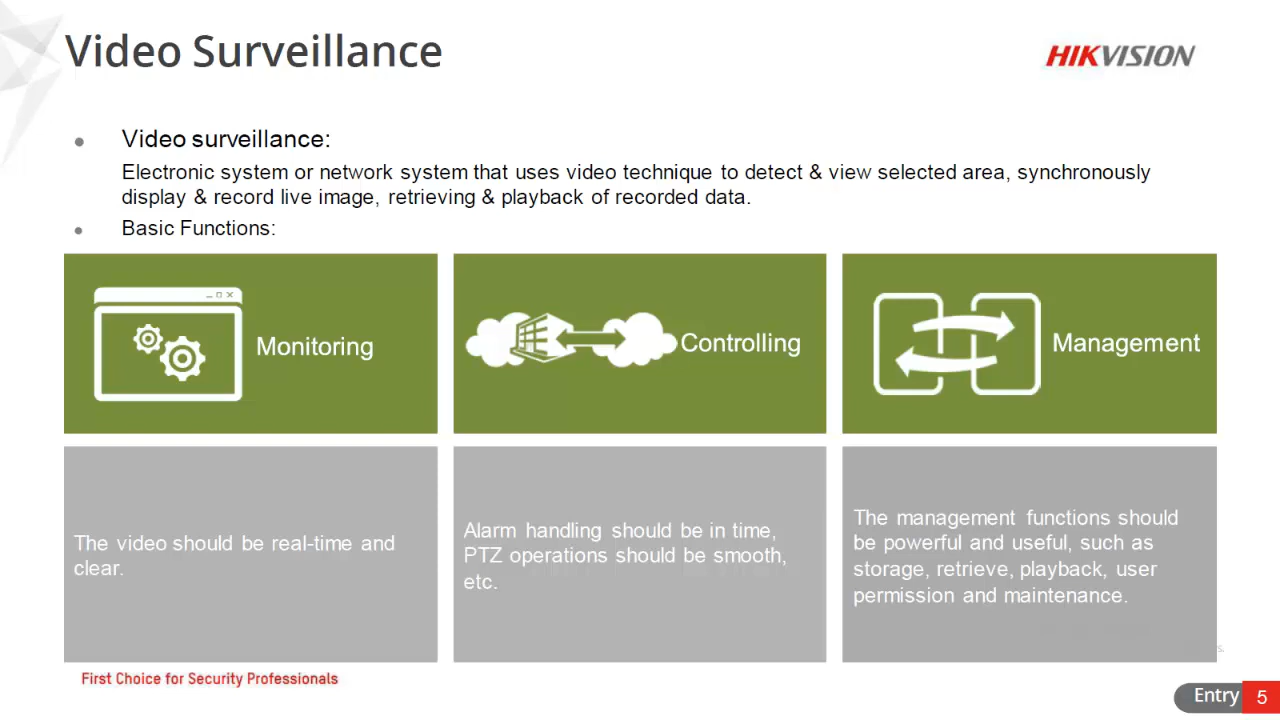 Video Surveillance
HIKVISION
Video surveillance:
Electronic system or network system that uses video technique to detect & view selected area, synchronously
display & record live image, retrieving & playback of recorded data.
Basic Functions:
Monitoring
Controlling
Management
The video should be real-time and
clear.
Alarm handling should be in time,
PTZ operations should be smooth,
etc.
The management functions should
be powerful and useful, such as
storage, retrieve, playback, user
permission and maintenance.
First Choice for Security Professionals
Entry 5